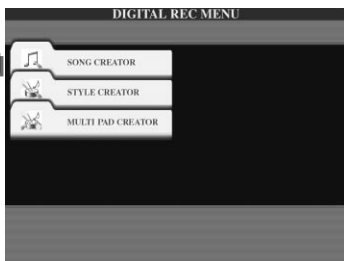 DIGITAL REC MENU
SONG CREATOR
STYLE CREATOR
MULTI PAD CREATOR